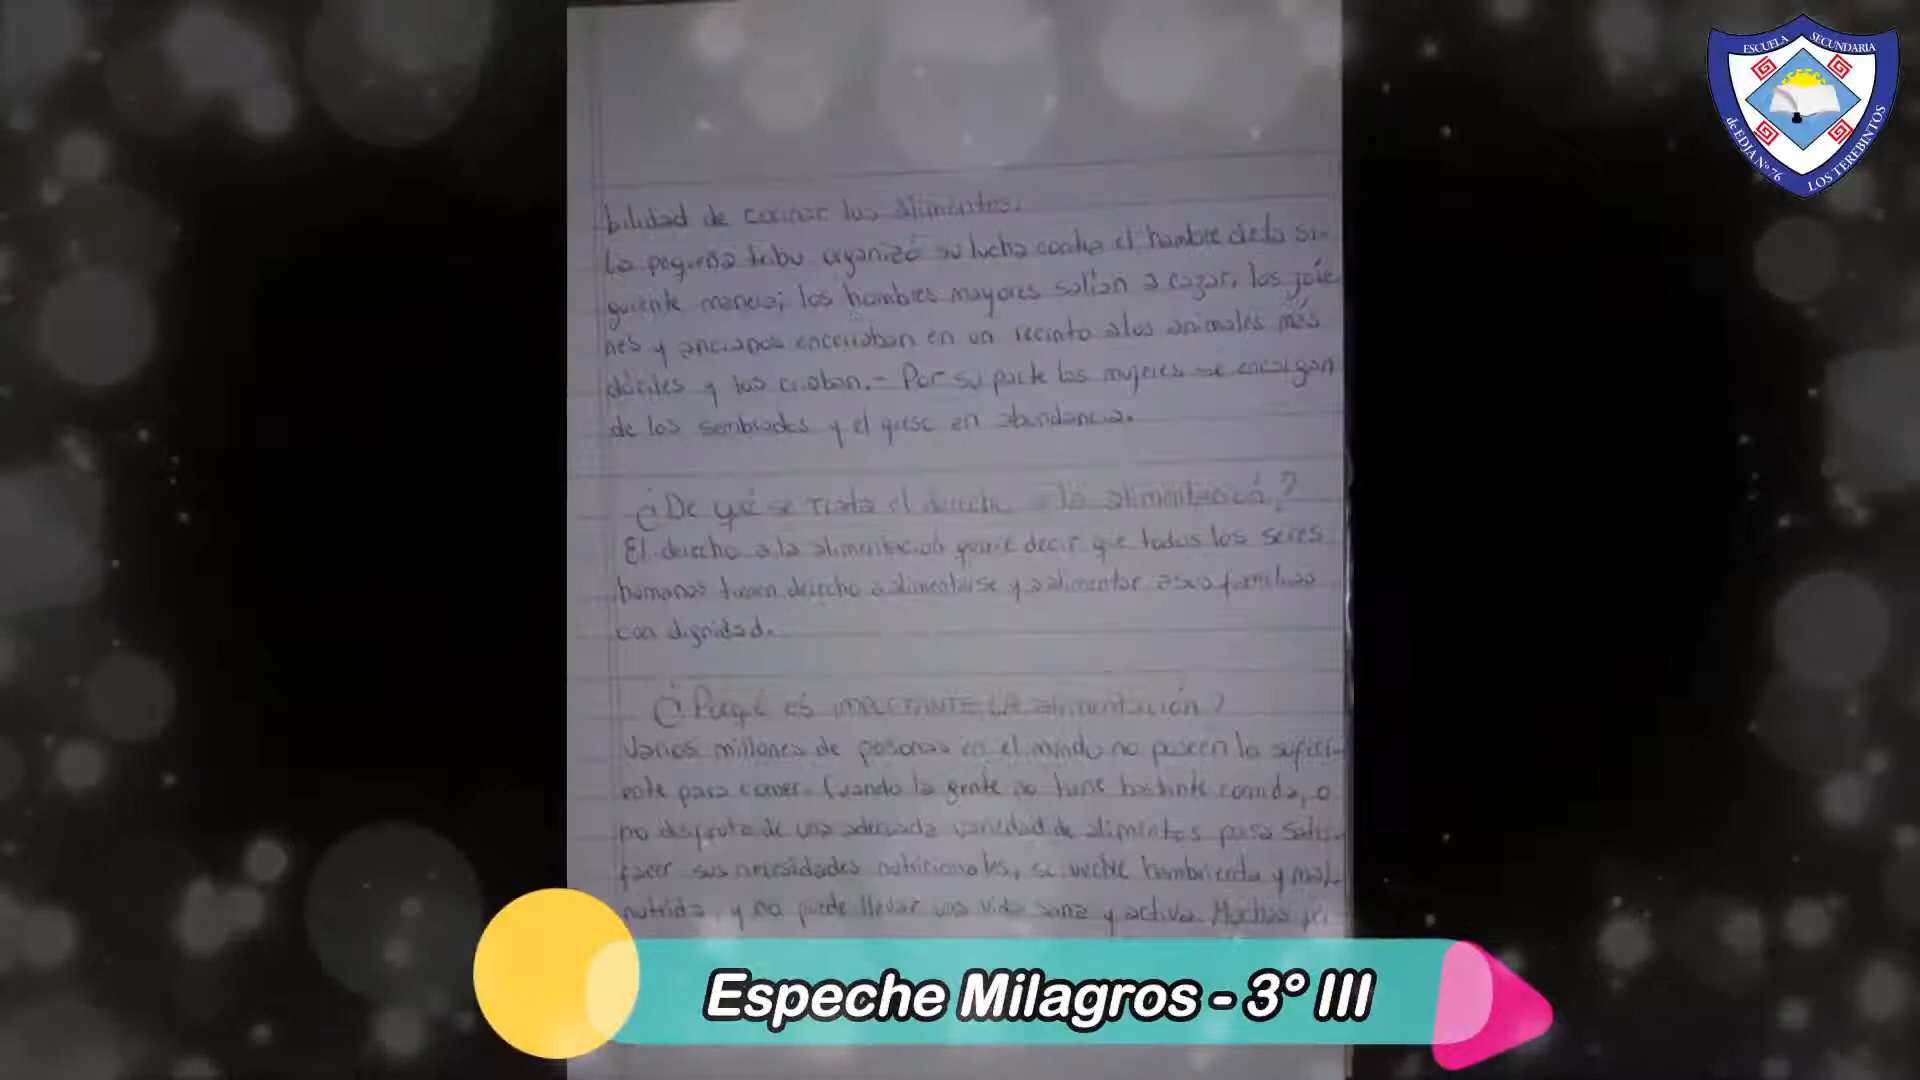 ESCUELA SECUNDARIA
de EDJA Nº 76 LOS TEREBINTOS
bilidad de cocinar los alimentos.
La pequeña tribu organizó su lucha contra el hambre de la si-
guiente manera; los hombres mayores salían a cazar, los jóve-
nes y ancianos encerraban en un recinto a los animales más
dóciles y los criaban.- Por su parte las mujeres se encargan
de los sembrados y el queso en abundancia.
¿De qué se trata el derecho a la alimentación?
El derecho a la alimentación quiere decir que todos los seres
humanos tienen derecho a alimentarse y a alimentar a sus familias
con dignidad.
¿Porqué es IMPORTANTE LA alimentación?
Varios millones de personas en el mundo no poseen lo sufici-
ente para comer. Cuando la gente no tiene bastante comida, o
no disfruta de una adecuada variedad de alimentos para satis-
facer sus necesidades nutricionales, se vuelve hambrienta y mal-
nutrida, y no puede llevar una vida sana y activa. Muchas
Espeche Milagros - 3° III